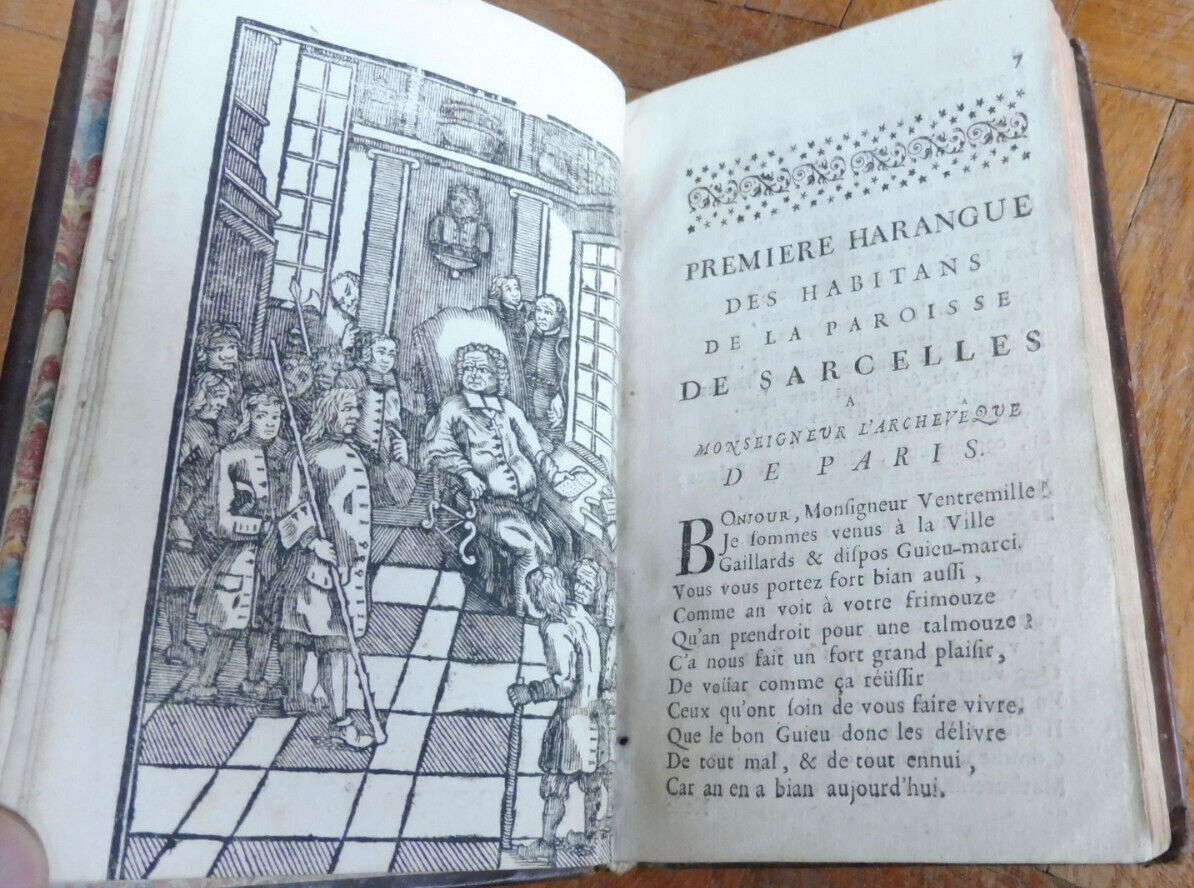 7
PREMIERE HARANGUE
DES HABITANS
DE LA PAROISSE
DE SARCELLES
A
MONSEIGNEUR L'ARCHEVÊQUE
DE PARIS.
BONJOUR, Monſigneur Ventremille!
Je ſommes venus à la Ville
Gaillards & diſpos Guieu-marci.
Vous vous portez fort bian auſſi,
Comme an voit à votre frimouze
Qu'an prendroit pour une talmouze:
C'a nous fait un fort grand plaiſir,
De voüar comme ça réüſſir
Ceux qu'ont ſoin de vous faire vivre,
Que le bon Guieu donc les délivre
De tout mal, & de tout ennui,
Car an en a bian aujourd'hui.